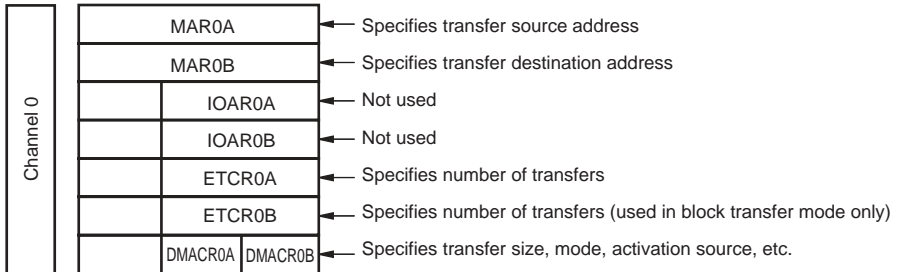 Channel 0
MAR0A Specifies transfer source address
MAR0B Specifies transfer destination address
IOAR0A Not used
IOAR0B Not used
ETCR0A Specifies number of transfers
ETCR0B Specifies number of transfers (used in block transfer mode only)
DMACR0A DMACR0B Specifies transfer size, mode, activation source, etc.